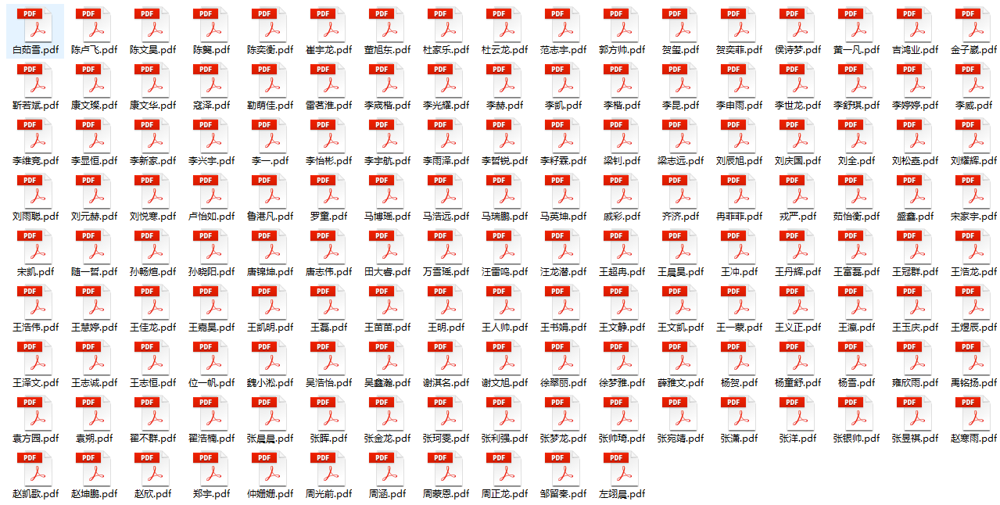 白茹雪.pdf 陈卢飞.pdf 陈文昊.pdf 陈龑.pdf 陈奕衡.pdf 崔宇龙.pdf 董旭东.pdf 杜家乐.pdf 杜云龙.pdf 范志宇.pdf 郭方帅.pdf 贺玺.pdf 贺奕菲.pdf 侯诗梦.pdf 黄一凡.pdf 吉鸿业.pdf 金子崴.pdf
靳若斌.pdf 康文璨.pdf 康文华.pdf 寇泽.pdf 勒萌佳.pdf 雷茗淮.pdf 李宬楷.pdf 李光耀.pdf 李赫.pdf 李凯.pdf 李楷.pdf 李昆.pdf 李申雨.pdf 李世龙.pdf 李舒琪.pdf 李婷婷.pdf 李威.pdf
李维竞.pdf 李显恒.pdf 李新家.pdf 李兴宇.pdf 李一.pdf 李怡彬.pdf 李宇航.pdf 李雨泽.pdf 李哲锐.pdf 李籽霖.pdf 梁钊.pdf 梁志远.pdf 刘辰旭.pdf 刘庆国.pdf 刘全.pdf 刘松焘.pdf 刘耀辉.pdf
刘雨聪.pdf 刘元赫.pdf 刘悦寒.pdf 卢怡如.pdf 鲁港凡.pdf 罗童.pdf 马博瑶.pdf 马浩远.pdf 马瑞鹏.pdf 马英坤.pdf 戚彩.pdf 齐济.pdf 冉菲菲.pdf 戎严.pdf 茹怡衡.pdf 盛鑫.pdf 宋家宇.pdf
宋凯.pdf 随一哲.pdf 孙畅煊.pdf 孙晓阳.pdf 唐锦坤.pdf 唐志伟.pdf 田大睿.pdf 万雪瑶.pdf 汪雷鸣.pdf 汪龙潜.pdf 王超冉.pdf 王晨昊.pdf 王冲.pdf 王丹辉.pdf 王富磊.pdf 王冠群.pdf 王浩龙.pdf
王浩伟.pdf 王慧婷.pdf 王佳龙.pdf 王嘉昊.pdf 王凯明.pdf 王磊.pdf 王苗苗.pdf 王明.pdf 王人帅.pdf 王书娟.pdf 王文静.pdf 王文凯.pdf 王一蒙.pdf 王义正.pdf 王瀛.pdf 王玉庆.pdf 王煜辰.pdf
王泽文.pdf 王志诚.pdf 王志恒.pdf 位一帆.pdf 魏小淞.pdf 吴浩怡.pdf 吴鑫瀚.pdf 谢淇名.pdf 谢文旭.pdf 徐翠丽.pdf 徐梦雅.pdf 薛雅文.pdf 杨贺.pdf 杨童舒.pdf 杨雪.pdf 雍欣雨.pdf 禹铭扬.pdf
袁方园.pdf 袁朔.pdf 翟不群.pdf 翟浩楠.pdf 张晨晨.pdf 张晖.pdf 张金龙.pdf 张珂雯.pdf 张利强.pdf 张梦龙.pdf 张帅琦.pdf 张宛靖.pdf 张潇.pdf 张洋.pdf 张银帅.pdf 张昱祺.pdf 赵寒雨.pdf
赵凯歌.pdf 赵坤鹏.pdf 赵欣.pdf 郑宇.pdf 仲姗姗.pdf 周光前.pdf 周涵.pdf 周蒙恩.pdf 周正龙.pdf 邹留秦.pdf 左翊晨.pdf